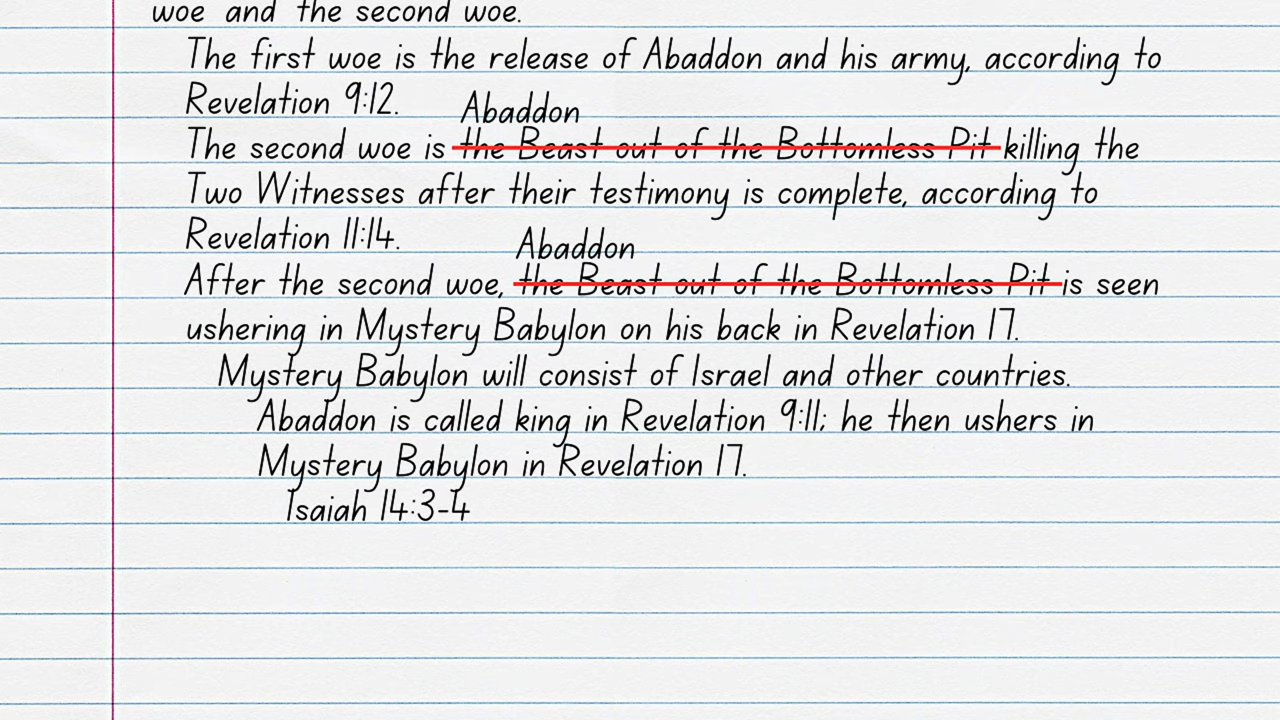 woe and the second woe.
The first woe is the release of Abaddon and his army, according to
Revelation 9:12.
Abaddon
The second woe is the Beast out of the Bottomless Pit killing the
Two Witnesses after their testimony is complete, according to
Revelation 11:14.
Abaddon
After the second woe, the Beast out of the Bottomless Pit is seen
ushering in Mystery Babylon on his back in Revelation 17.
Mystery Babylon will consist of Israel and other countries.
Abaddon is called king in Revelation 9:11; he then ushers in
Mystery Babylon in Revelation 17.
Isaiah 14:3-4